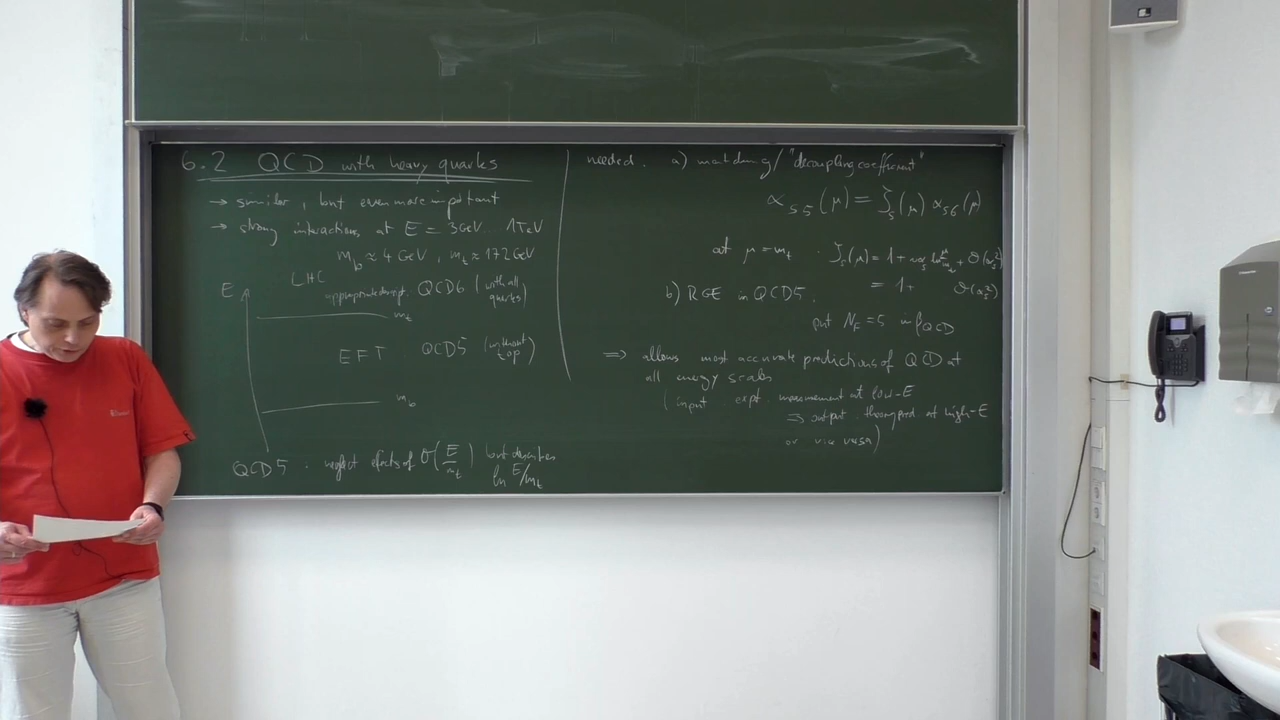 6.2 QCD with heavy quarks
→ similar, but even more important
→ strong interactions at E = 3 GeV ... 1 TeV
m_b ≈ 4 GeV, m_t ≈ 172 GeV
LHC
appropriate descript. QCD6 (with all quarks)
E
m_t
EFT : QCD5 (without top)
m_b
QCD5 : neglect effects of O(E/m_t) but describes ln E/m_t
needed: a) matching/"decoupling coefficient"
α_s5(μ) = ζ_s(μ) α_s6(μ)
at μ = m_t : ζ_s(μ) = 1 + α_s ln μ/m_t + O(α_s²)
= 1 + O(α_s²)
b) RGE in QCD5:
put N_F = 5 in β_QCD
⇒ allows most accurate predictions of QCD at
all energy scales
(input: expt. measurement at low-E
⇒ output: theory pred. at high-E
or vice versa)